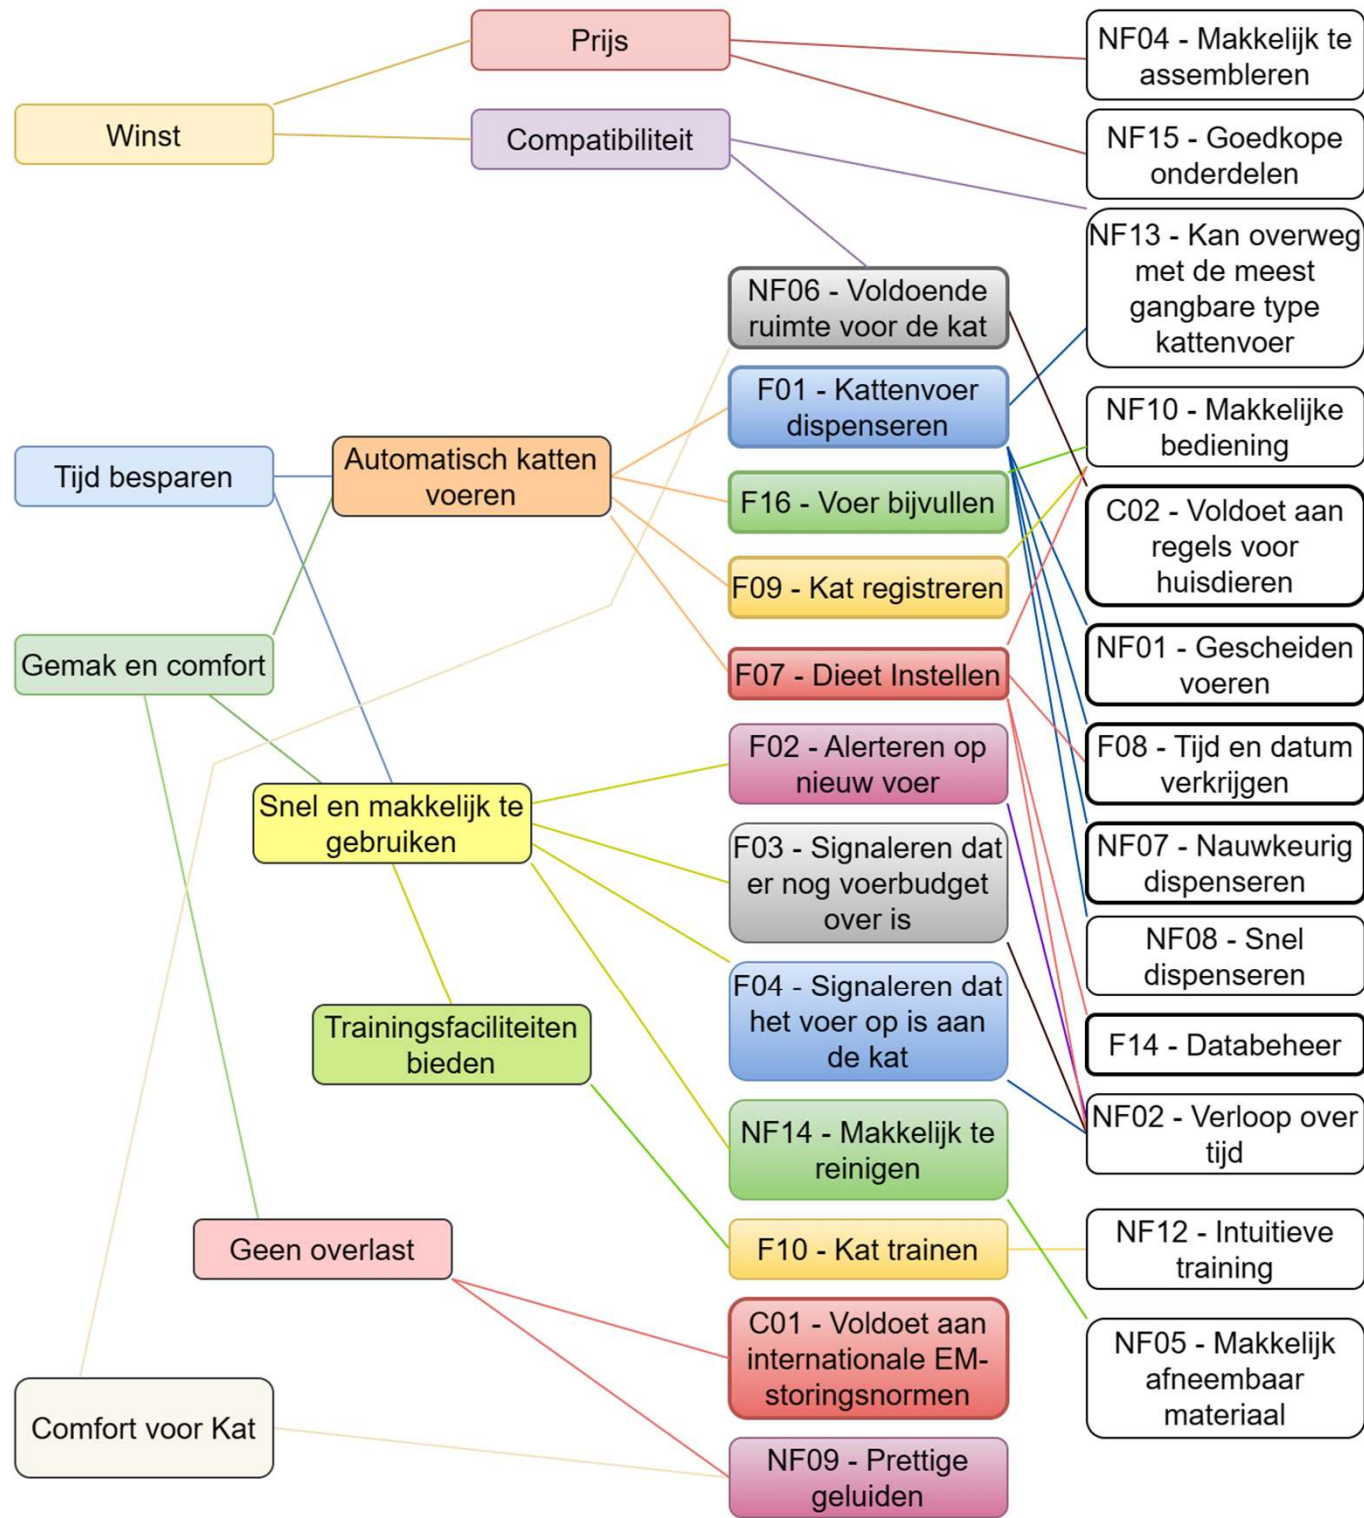 Prijs
NF04 - Makkelijk te
assembleren
Winst
Compatibiliteit
NF15 - Goedkope
onderdelen
NF13 - Kan overweg
met de meest
gangbare type
kattenvoer
NF06 - Voldoende
ruimte voor de kat
F01 - Kattenvoer
dispenseren
NF10 - Makkelijke
bediening
Tijd besparen
Automatisch katten
voeren
F16 - Voer bijvullen
C02 - Voldoet aan
regels voor
huisdieren
F09 - Kat registreren
Gemak en comfort
F07 - Dieet Instellen
NF01 - Gescheiden
voeren
F02 - Alerteren op
nieuw voer
F08 - Tijd en datum
verkrijgen
Snel en makkelijk te
gebruiken
F03 - Signaleren dat
er nog voerbudget
over is
NF07 - Nauwkeurig
dispenseren
NF08 - Snel
dispenseren
Trainingsfaciliteiten
bieden
F04 - Signaleren dat
het voer op is aan
de kat
F14 - Databeheer
NF02 - Verloop over
tijd
NF14 - Makkelijk te
reinigen
Geen overlast
F10 - Kat trainen
NF12 - Intuitieve
training
C01 - Voldoet aan
internationale EM-
storingsnormen
NF05 - Makkelijk
afneembaar
materiaal
Comfort voor Kat
NF09 - Prettige
geluiden